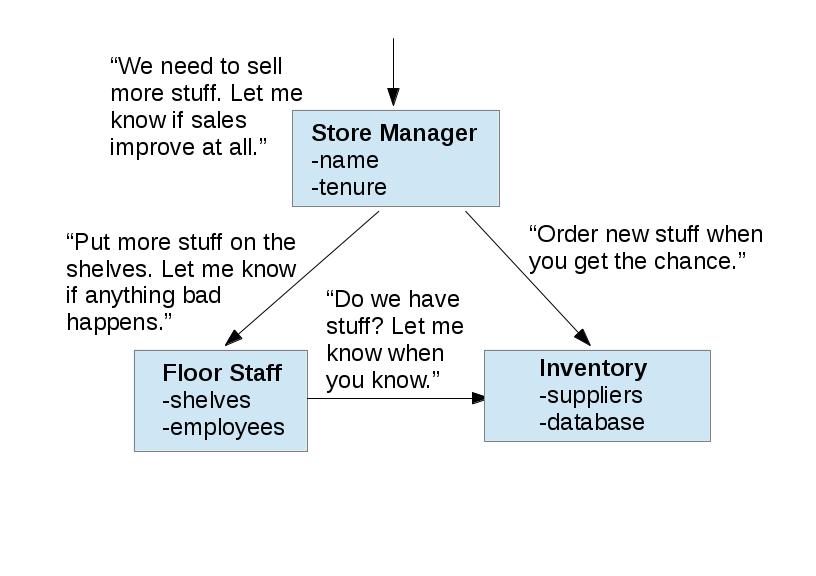 “We need to sell
more stuff. Let me
know if sales
improve at all.”
Store Manager
-name
-tenure
“Put more stuff on the
shelves. Let me know
if anything bad
happens.”
“Order new stuff when
you get the chance.”
“Do we have
stuff? Let me
know when
you know.”
Floor Staff
-shelves
-employees
Inventory
-suppliers
-database